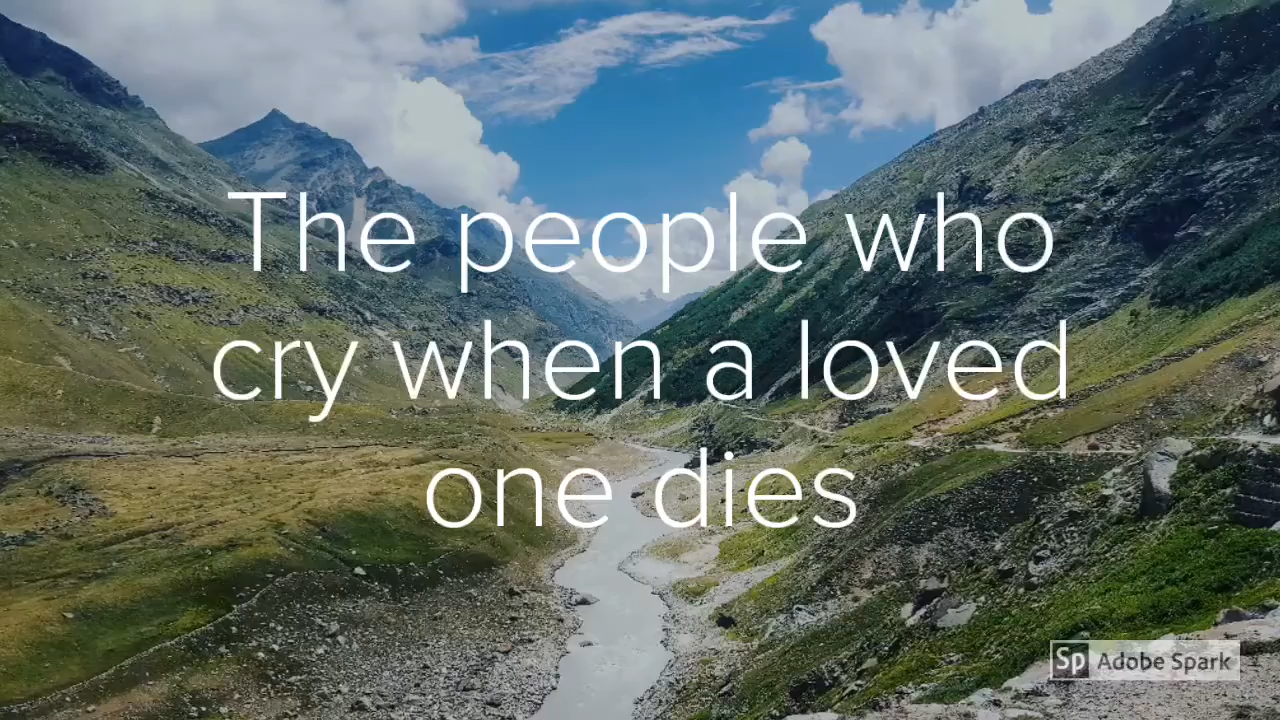 The people who
cry when a loved
one dies
Sp Adobe Spark